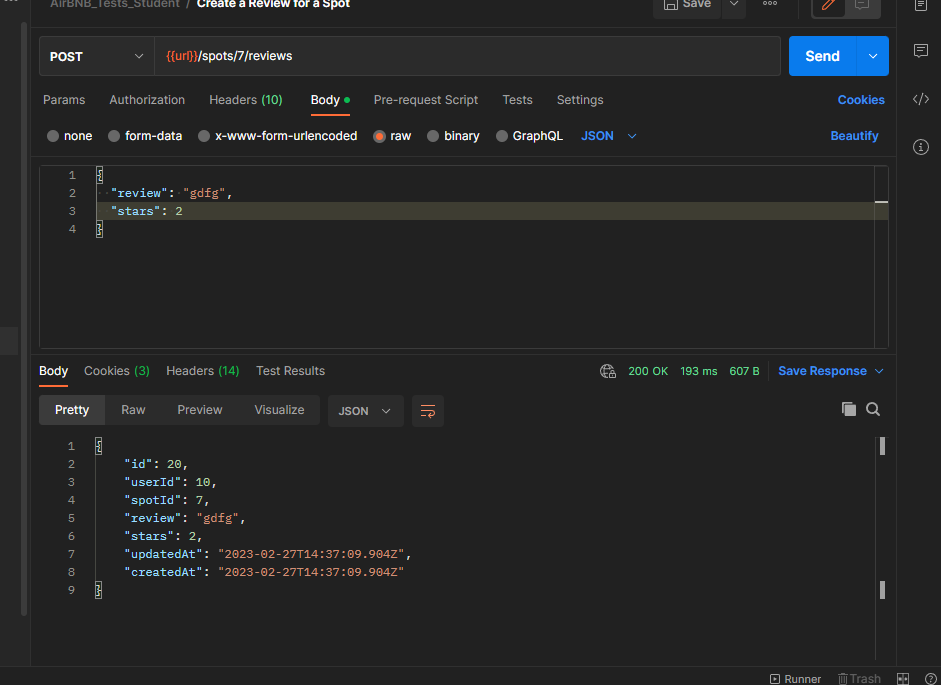 AirBNB_Tests_Student / Create a Review for a Spot
Save
POST {{url}}/spots/7/reviews Send
Params Authorization Headers (10) Body Pre-request Script Tests Settings Cookies
none form-data x-www-form-urlencoded raw binary GraphQL JSON Beautify
1 {
2 "review": "gdfg",
3 "stars": 2
4 }
Body Cookies (3) Headers (14) Test Results 200 OK 193 ms 607 B Save Response
Pretty Raw Preview Visualize JSON
1 {
2 "id": 20,
3 "userId": 10,
4 "spotId": 7,
5 "review": "gdfg",
6 "stars": 2,
7 "updatedAt": "2023-02-27T14:37:09.904Z",
8 "createdAt": "2023-02-27T14:37:09.904Z"
9 }
Runner Trash